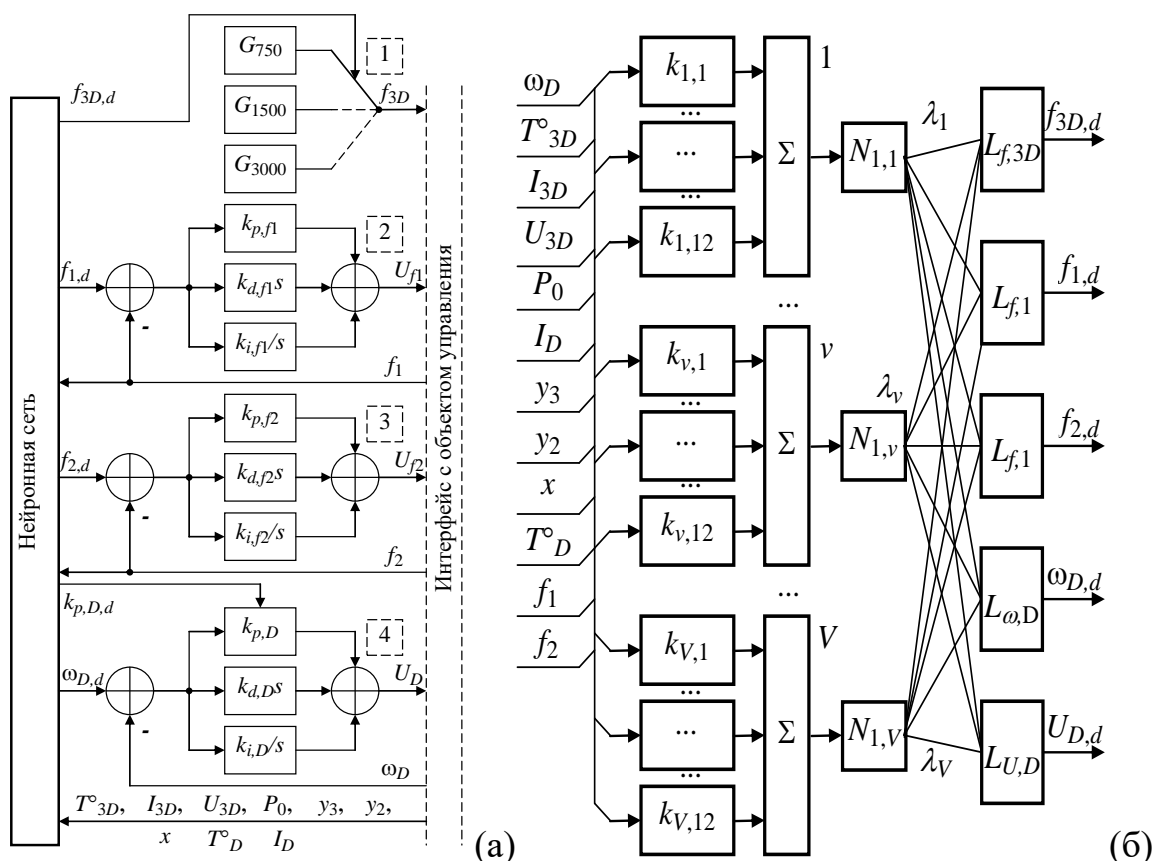 G750
1
f3D,d
f3D
G1500
G3000
kp,f1
2
f1,d
Uf1
kd,f1s
-
ki,f1/s
f1
kp,f2
3
f2,d
Uf2
kd,f2s
-
ki,f2/s
f2
kp,D,d
kp,D
4
ωD,d
UD
kd,Ds
-
ki,D/s
ωD
T°3D, I3D, U3D, P0, y3, y2,
x T°D ID
Нейронная сеть
Интерфейс с объектом управления
(а)
ωD
T°3D
I3D
U3D
P0
ID
y3
y2
x
T°D
f1
f2
k1,1
...
...
...
k1,12
Σ
1
N1,1
λ1
...
kv,1
...
...
...
kv,12
Σ
v
N1,v
λv
...
kV,1
...
...
...
kV,12
Σ
V
N1,V
λV
Lf,3D
f3D,d
Lf,1
f1,d
Lf,1
f2,d
Lω,D
ωD,d
LU,D
UD,d
(б)